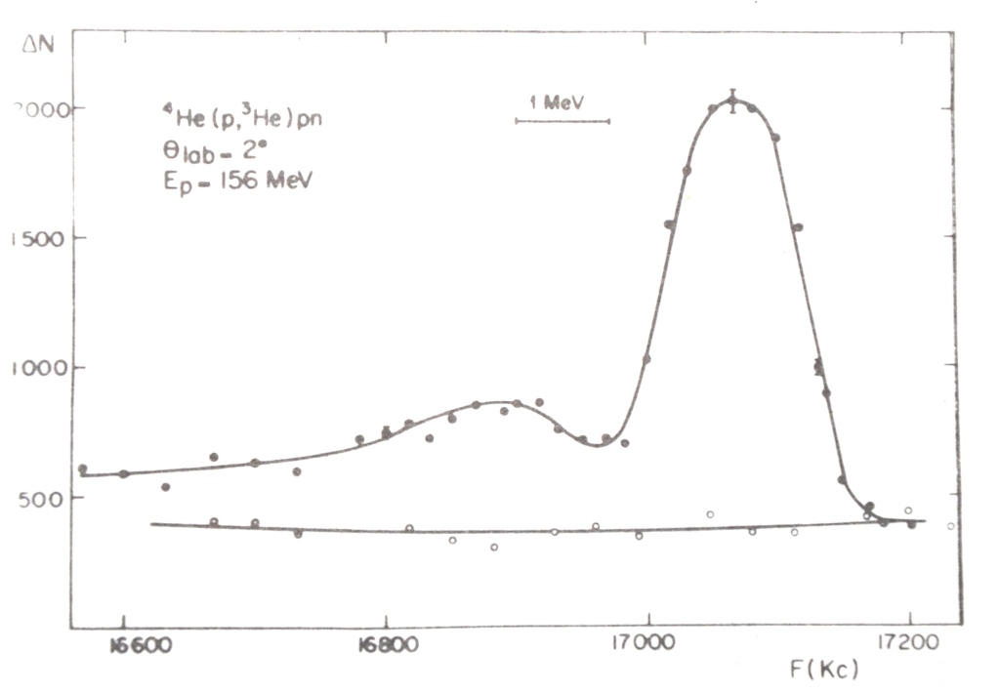 ΔN
2000
⁴He(p,³He)pn
θlab = 2°
Ep = 156 MeV
1 MeV
1500
1000
500
16600 16800 17000 17200
F(Kc)